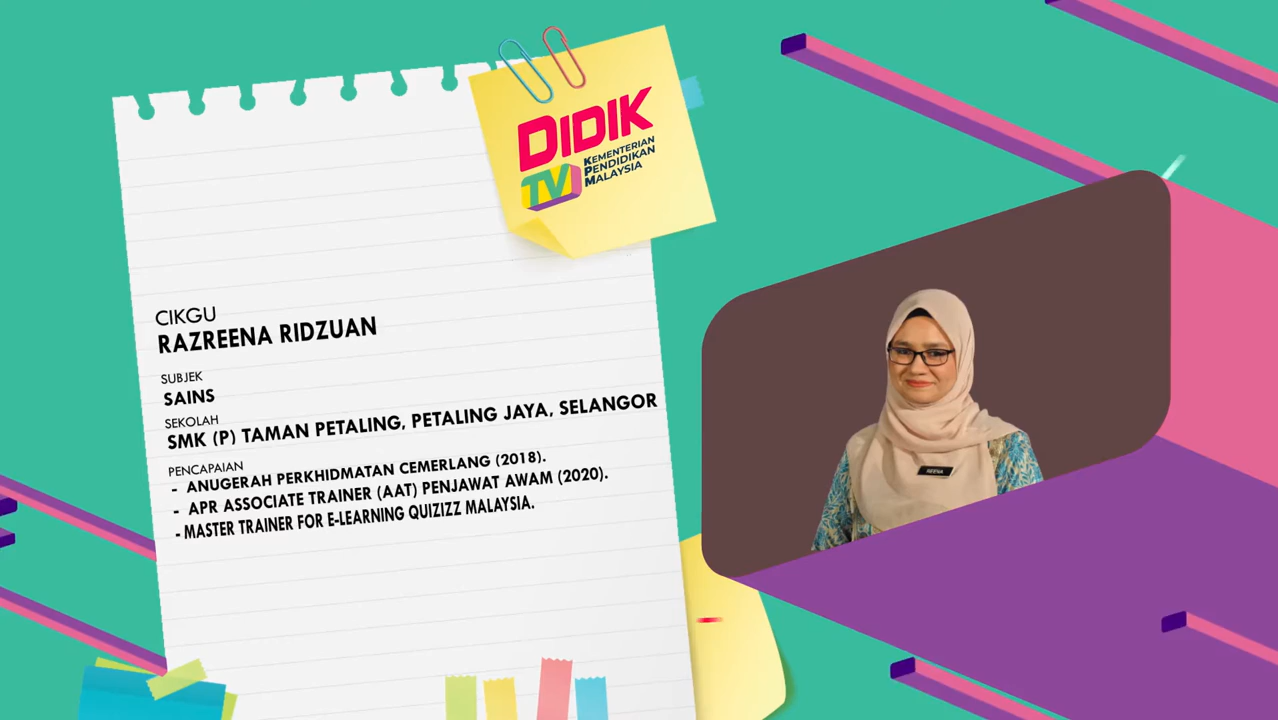 DIDIK
TV
KEMENTERIAN
PENDIDIKAN
MALAYSIA
CIKGU
RAZREENA RIDZUAN
SUBJEK
SAINS
SEKOLAH
SMK (P) TAMAN PETALING, PETALING JAYA, SELANGOR
PENCAPAIAN
- ANUGERAH PERKHIDMATAN CEMERLANG (2018).
- APR ASSOCIATE TRAINER (AAT) PENJAWAT AWAM (2020).
- MASTER TRAINER FOR E-LEARNING QUIZIZZ MALAYSIA.
REENA